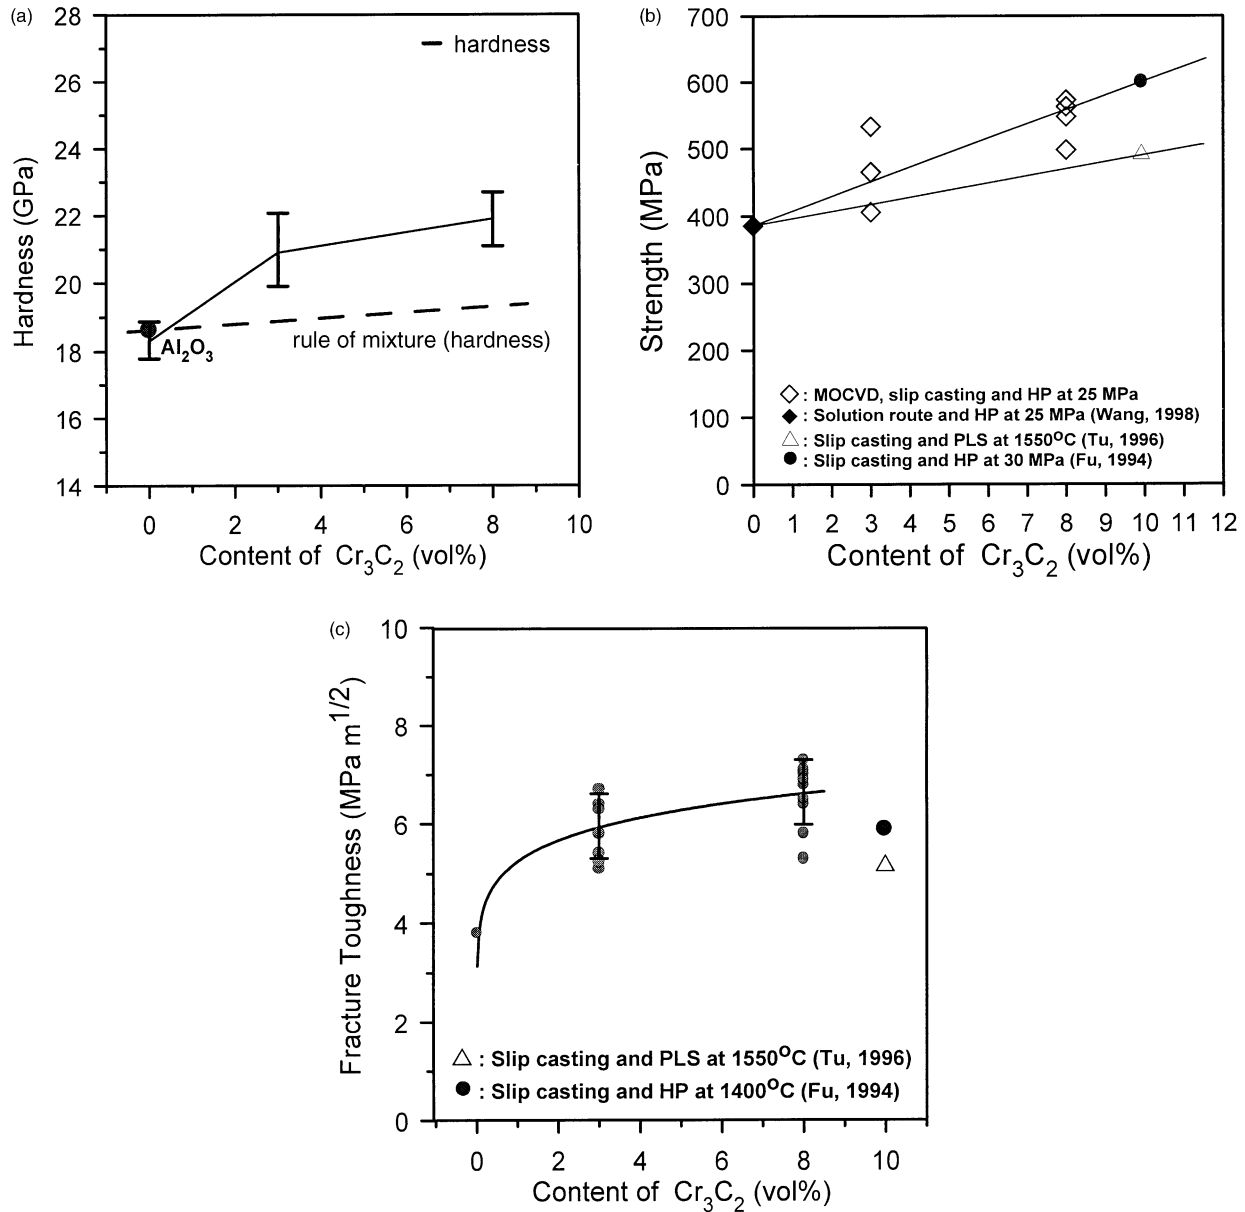 (a)
28
26
24
22
20
18
16
14
Hardness (GPa)
hardness
Al2O3
rule of mixture (hardness)
0 2 4 6 8 10
Content of Cr3C2 (vol%)
(b)
700
600
500
400
300
200
100
0
Strength (MPa)
◇ : MOCVD, slip casting and HP at 25 MPa
◆ : Solution route and HP at 25 MPa (Wang, 1998)
△ : Slip casting and PLS at 1550°C (Tu, 1996)
● : Slip casting and HP at 30 MPa (Fu, 1994)
0 1 2 3 4 5 6 7 8 9 10 11 12
Content of Cr3C2 (vol%)
(c)
10
8
6
4
2
0
Fracture Toughness (MPa m^1/2)
△ : Slip casting and PLS at 1550°C (Tu, 1996)
● : Slip casting and HP at 1400°C (Fu, 1994)
0 2 4 6 8 10
Content of Cr3C2 (vol%)